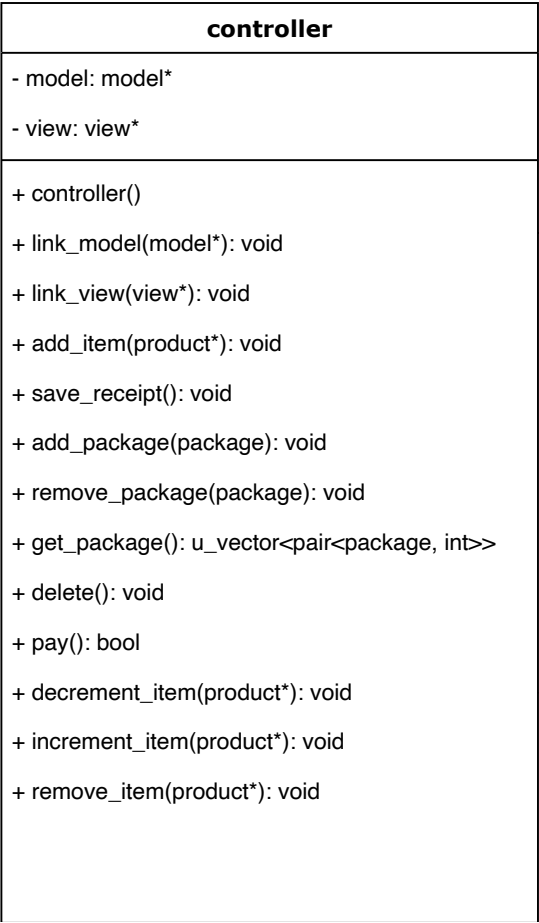 controller
- model: model*
- view: view*
+ controller()
+ link_model(model*): void
+ link_view(view*): void
+ add_item(product*): void
+ save_receipt(): void
+ add_package(package): void
+ remove_package(package): void
+ get_package(): u_vector<pair<package, int>>
+ delete(): void
+ pay(): bool
+ decrement_item(product*): void
+ increment_item(product*): void
+ remove_item(product*): void